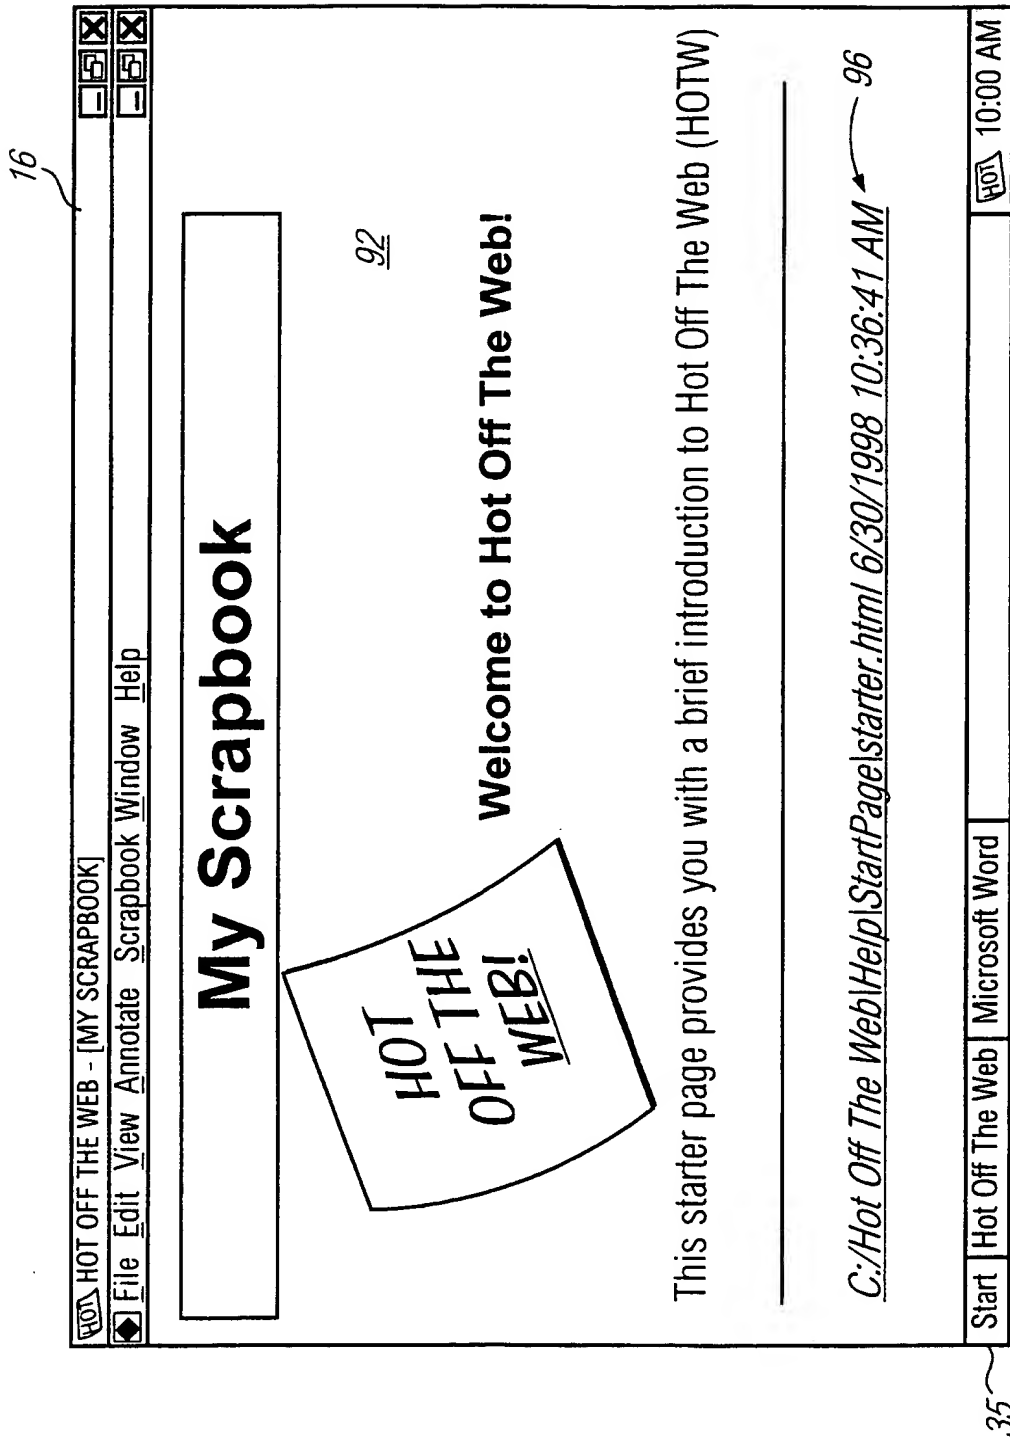 16
HOT HOT OFF THE WEB - [MY SCRAPBOOK]
File Edit View Annotate Scrapbook Window Help
My Scrapbook
92
HOT
OFF THE
WEB!
Welcome to Hot Off The Web!
This starter page provides you with a brief introduction to Hot Off The Web (HOTW)
C:/Hot Off The Web\Help\StartPage\starter.html 6/30/1998 10:36:41 AM
96
Start Hot Off The Web Microsoft Word HOT 10:00 AM
35